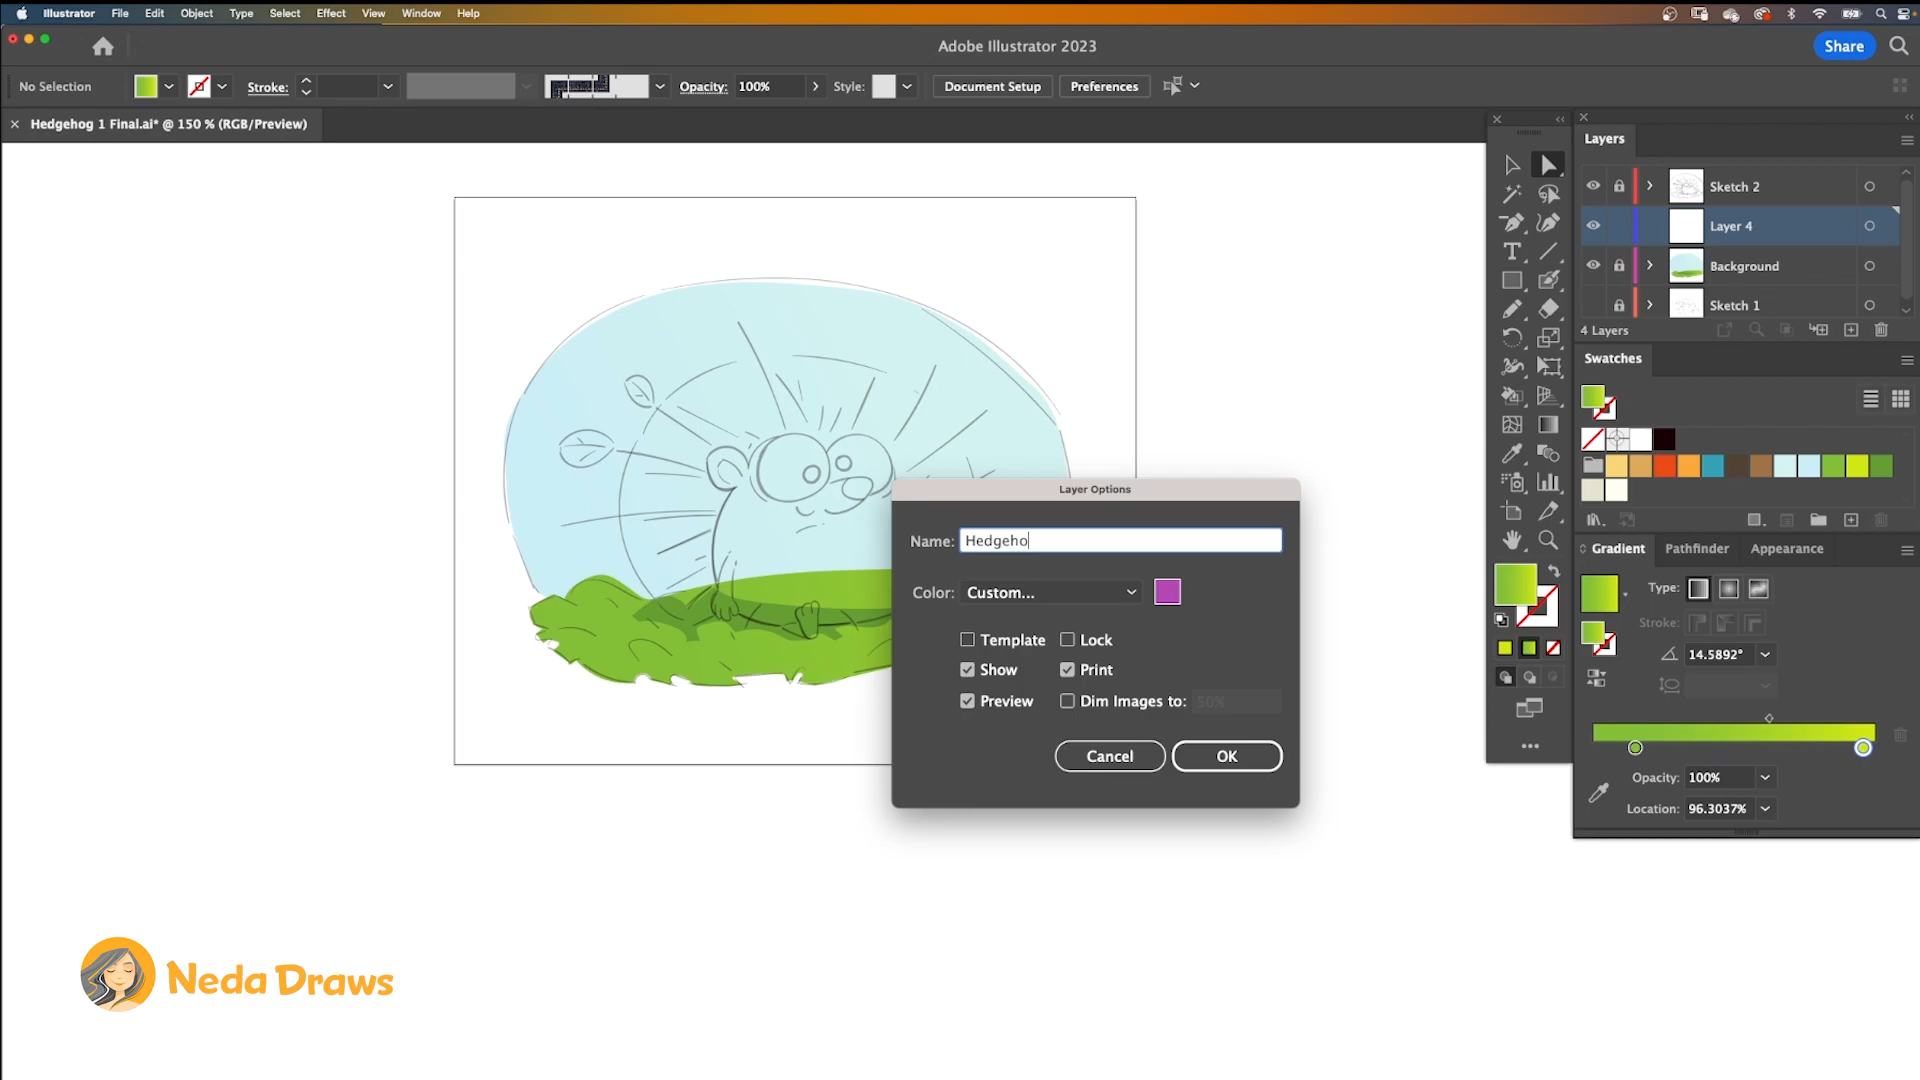 Illustrator File Edit Object Type Select Effect View Window Help
Adobe Illustrator 2023
Share
No Selection
Stroke:
Opacity: 100%
Style:
Document Setup
Preferences
Hedgehog 1 Final.ai* @ 150 % (RGB/Preview)
Layers
Sketch 2
Layer 4
Background
Sketch 1
4 Layers
Swatches
Layer Options
Name: Hedgeho
Color: Custom...
Template Lock
Show Print
Preview Dim Images to: 50%
Cancel OK
Gradient Pathfinder Appearance
Type:
Stroke:
14.5892°
Opacity: 100%
Location: 96.3037%
Neda Draws